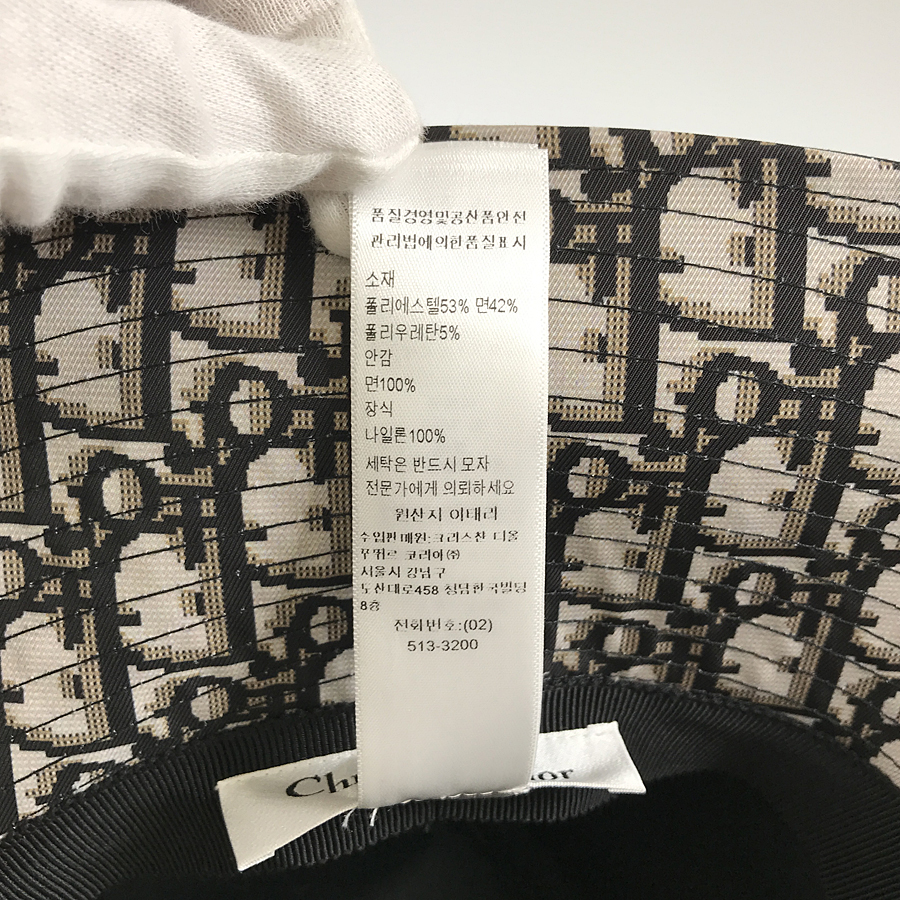 품질경영및공산품안전
관리법에의한품질표시
소재
폴리에스텔53% 면42%
폴리우레탄5%
안감
면100%
장식
나일론100%
세탁은 반드시 모자
전문가에게 의뢰하세요
원산지 이태리
수입판매원:크리스챤 디올
꾸뛰르 코리아㈜
서울시 강남구
도산대로458 청담한국빌딩
8층
전화번호:(02)
513-3200